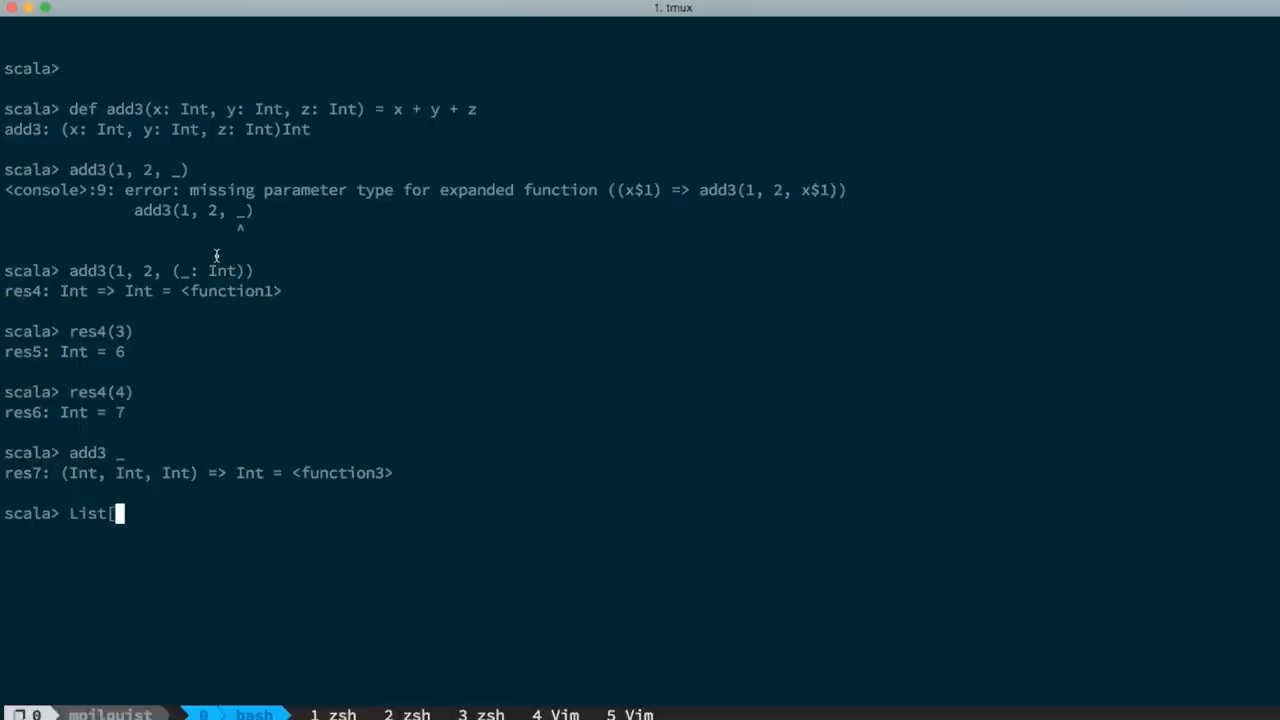 1. tmux
scala>
scala> def add3(x: Int, y: Int, z: Int) = x + y + z
add3: (x: Int, y: Int, z: Int)Int
scala> add3(1, 2, _)
<console>:9: error: missing parameter type for expanded function ((x$1) => add3(1, 2, x$1))
add3(1, 2, _)
^
scala> add3(1, 2, (_: Int))
res4: Int => Int = <function1>
scala> res4(3)
res5: Int = 6
scala> res4(4)
res6: Int = 7
scala> add3 _
res7: (Int, Int, Int) => Int = <function3>
scala> List[
0 mpilquist 0 bash 1 zsh 2 zsh 3 zsh 4 Vim 5 Vim